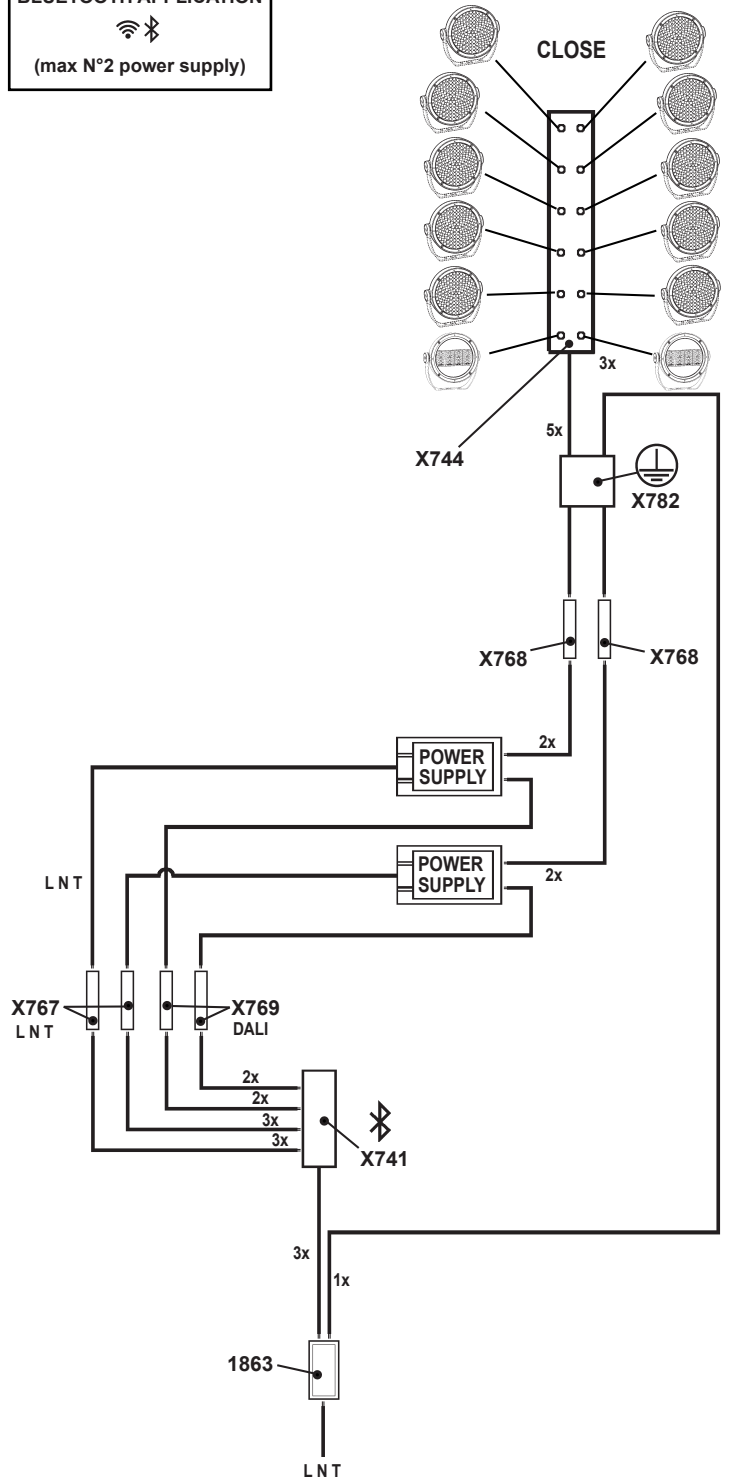 BLUETOOTH APPLICATION
(max N°2 power supply)
CLOSE
3x
X744
5x
X782
X768
X768
2x
POWER
SUPPLY
POWER
SUPPLY
2x
L N T
X767
L N T
X769
DALI
2x
2x
3x
3x
X741
3x
1x
1863
L N T